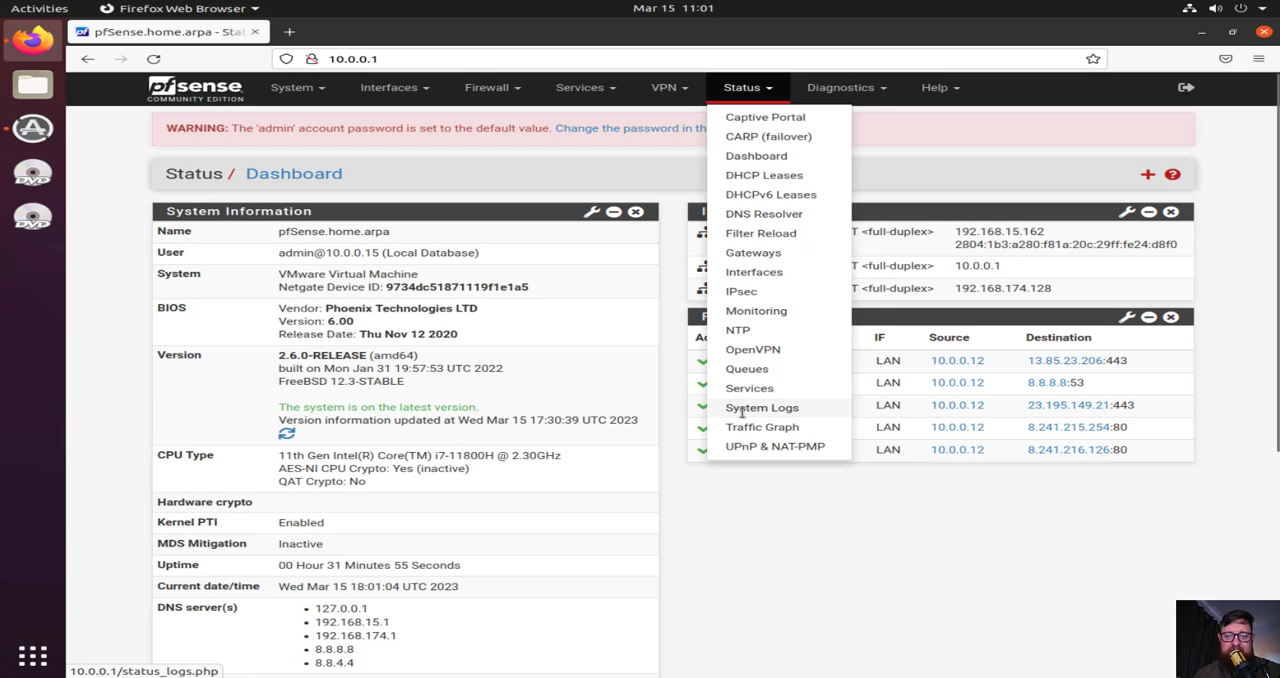 Activities
Firefox Web Browser
Mar 15 11:01
pfSense.home.arpa - Stat
10.0.0.1
pfsense
COMMUNITY EDITION
System
Interfaces
Firewall
Services
VPN
Status
Diagnostics
Help
WARNING: The 'admin' account password is set to the default value. Change the password in th
Status / Dashboard
System Information
Name pfSense.home.arpa
User admin@10.0.0.15 (Local Database)
System VMware Virtual Machine
Netgate Device ID: 9734dc51871119f1e1a5
BIOS Vendor: Phoenix Technologies LTD
Version: 6.00
Release Date: Thu Nov 12 2020
Version 2.6.0-RELEASE (amd64)
built on Mon Jan 31 19:57:53 UTC 2022
FreeBSD 12.3-STABLE
The system is on the latest version.
Version information updated at Wed Mar 15 17:30:39 UTC 2023
CPU Type 11th Gen Intel(R) Core(TM) i7-11800H @ 2.30GHz
AES-NI CPU Crypto: Yes (inactive)
QAT Crypto: No
Hardware crypto
Kernel PTI Enabled
MDS Mitigation Inactive
Uptime 00 Hour 31 Minutes 55 Seconds
Current date/time Wed Mar 15 18:01:04 UTC 2023
DNS server(s)
127.0.0.1
192.168.15.1
192.168.174.1
8.8.8.8
8.8.4.4
Captive Portal
CARP (failover)
Dashboard
DHCP Leases
DHCPv6 Leases
DNS Resolver
Filter Reload
Gateways
Interfaces
IPsec
Monitoring
NTP
OpenVPN
Queues
Services
System Logs
Traffic Graph
UPnP & NAT-PMP
T <full-duplex> 192.168.15.162
2804:1b3:a280:f81a:20c:29ff:fe24:d8f0
T <full-duplex> 10.0.0.1
T <full-duplex> 192.168.174.128
IF Source Destination
LAN 10.0.0.12 13.85.23.206:443
LAN 10.0.0.12 8.8.8.8:53
LAN 10.0.0.12 23.195.149.21:443
LAN 10.0.0.12 8.241.215.254:80
LAN 10.0.0.12 8.241.216.126:80
10.0.0.1/status_logs.php